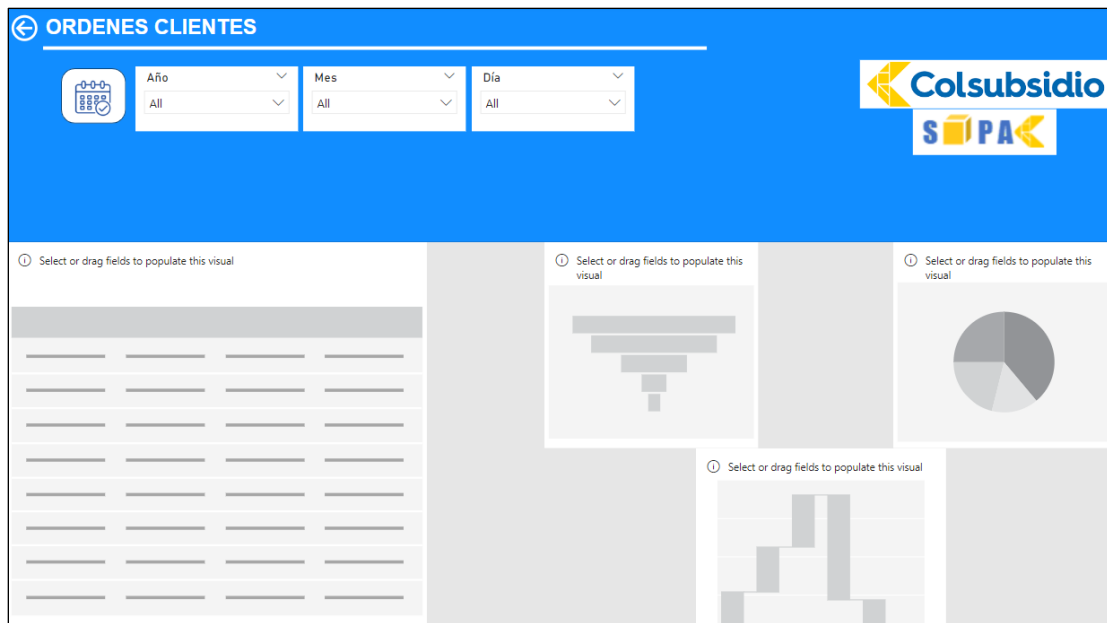 ORDENES CLIENTES
Año
All
Mes
All
Día
All
Colsubsidio
Select or drag fields to populate this visual
Select or drag fields to populate this
visual
Select or drag fields to populate this
visual
Select or drag fields to populate this visual